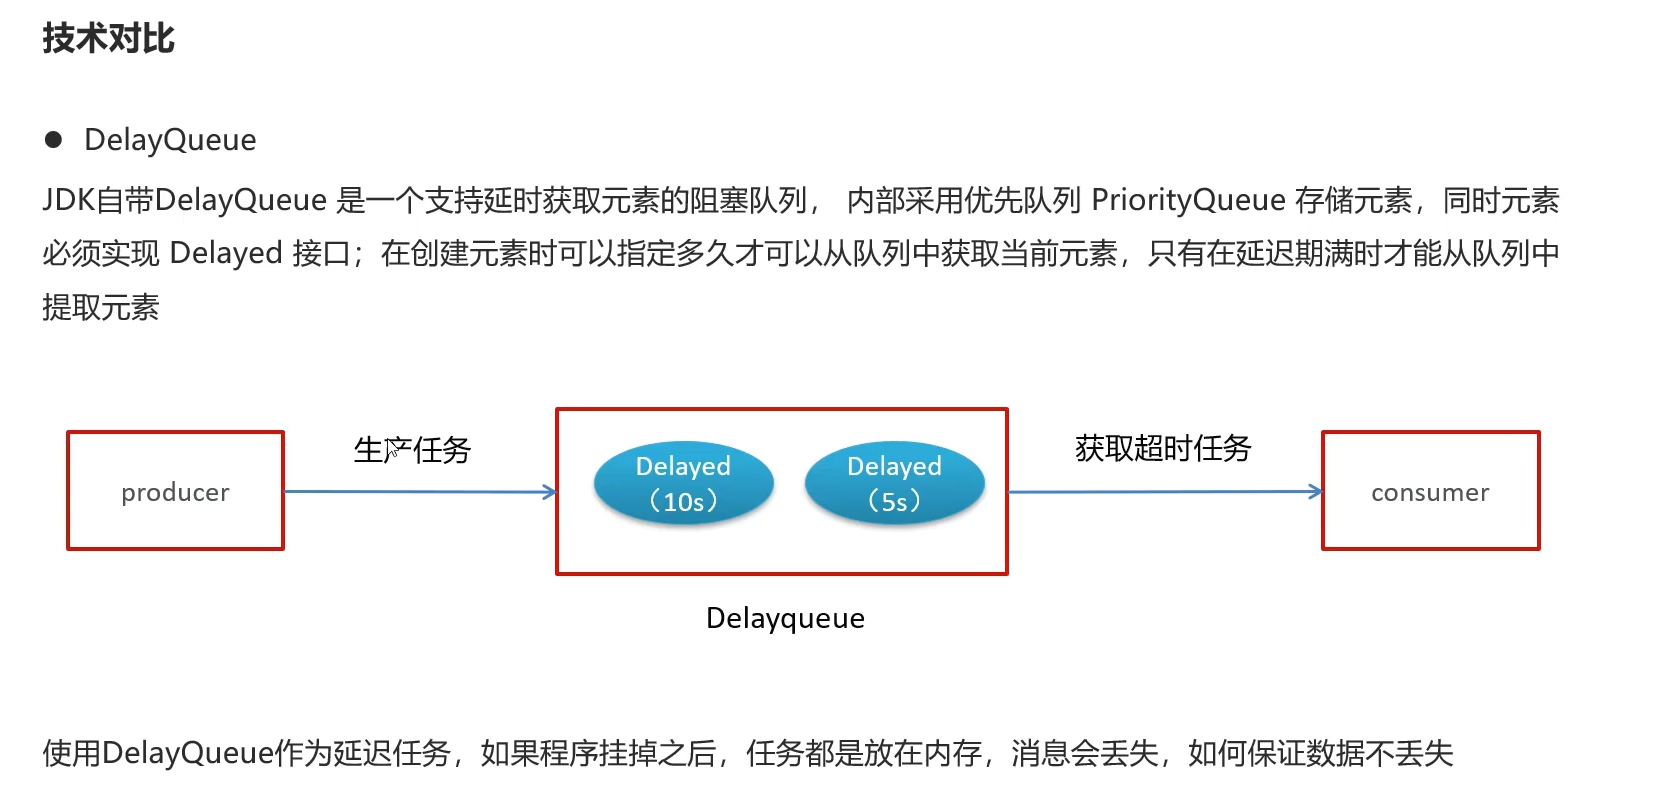 技术对比
● DelayQueue
JDK自带DelayQueue 是一个支持延时获取元素的阻塞队列， 内部采用优先队列 PriorityQueue 存储元素，同时元素
必须实现 Delayed 接口；在创建元素时可以指定多久才可以从队列中获取当前元素，只有在延迟期满时才能从队列中
提取元素
producer
生产任务
Delayed
（10s）
Delayed
（5s）
获取超时任务
consumer
Delayqueue
使用DelayQueue作为延迟任务，如果程序挂掉之后，任务都是放在内存，消息会丢失，如何保证数据不丢失